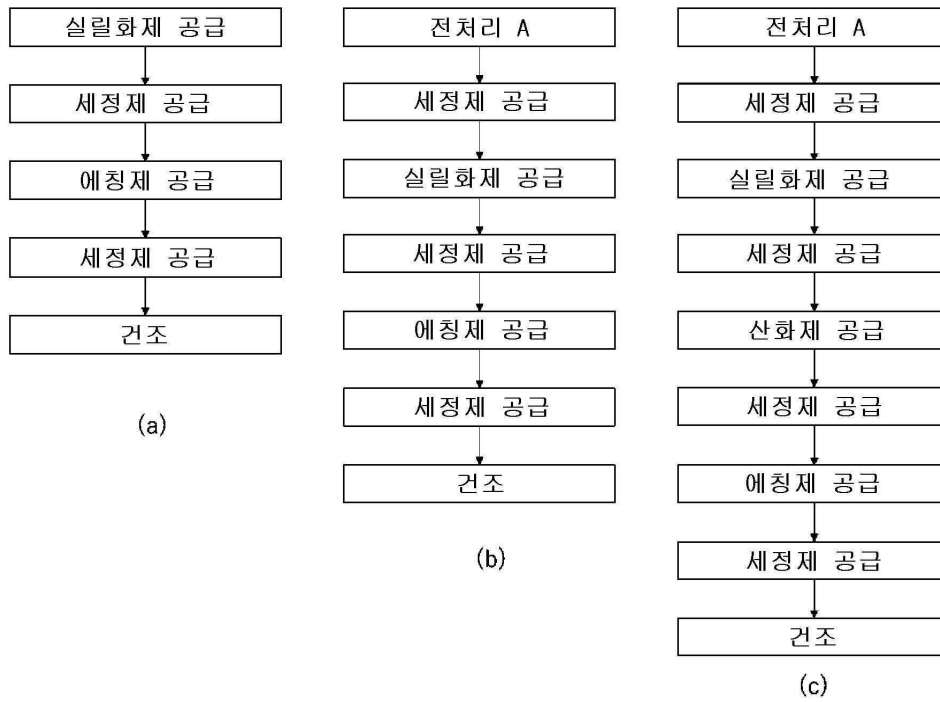 실릴화제 공급
세정제 공급
에칭제 공급
세정제 공급
건조
(a)
전처리 A
세정제 공급
실릴화제 공급
세정제 공급
에칭제 공급
세정제 공급
건조
(b)
전처리 A
세정제 공급
실릴화제 공급
세정제 공급
산화제 공급
세정제 공급
에칭제 공급
세정제 공급
건조
(c)